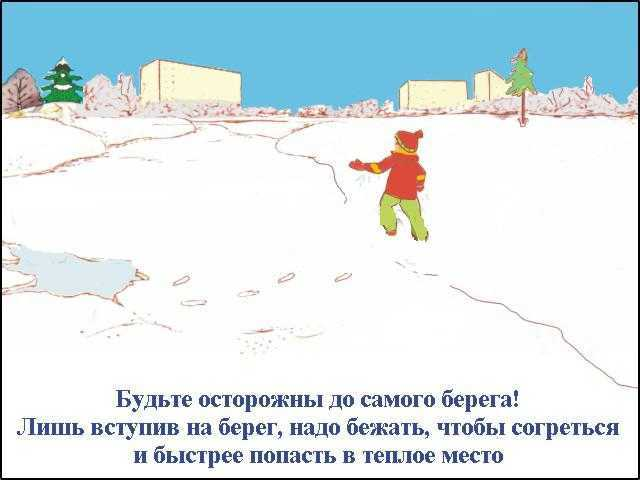 Будьте осторожны до самого берега!
Лишь вступив на берег, надо бежать, чтобы согреться
и быстрее попасть в теплое место